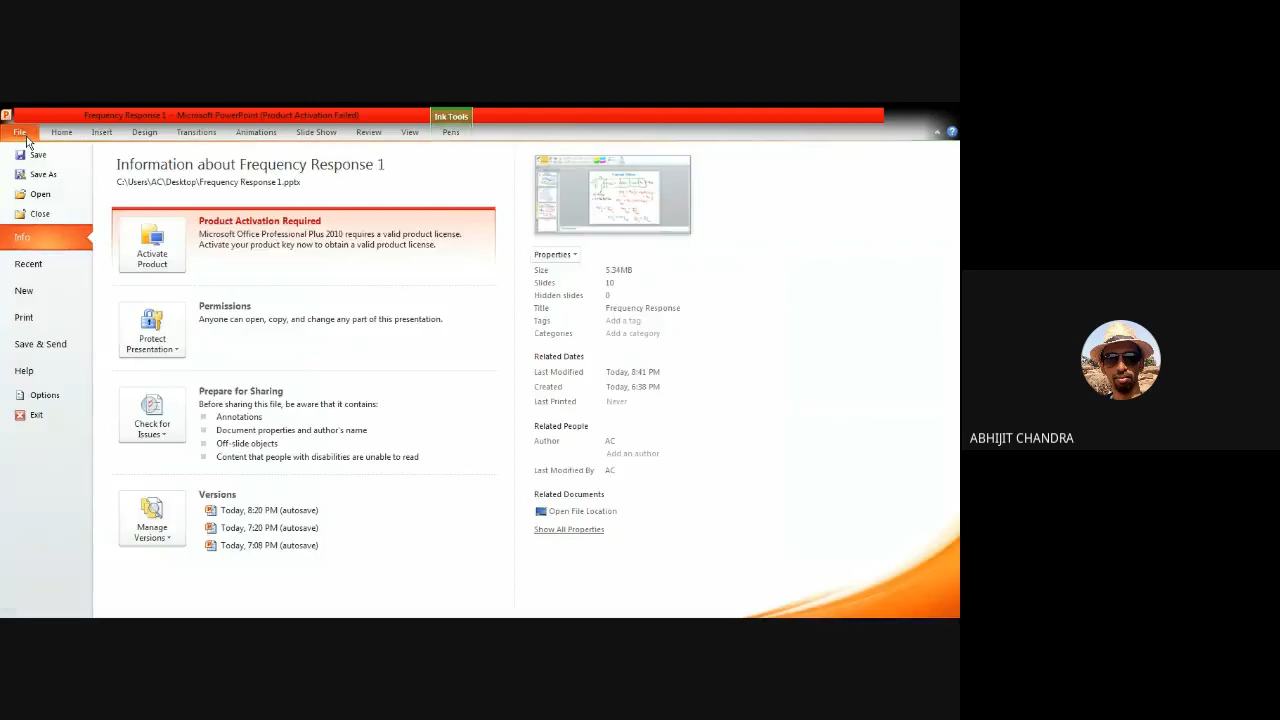 Frequency Response 1 - Microsoft PowerPoint (Product Activation Failed)
Ink Tools
File Home Insert Design Transitions Animations Slide Show Review View Pens
Save
Save As
Open
Close
Info
Recent
New
Print
Save & Send
Help
Options
Exit
Information about Frequency Response 1
C:\Users\AC\Desktop\Frequency Response 1.pptx
Activate
Product
Product Activation Required
Microsoft Office Professional Plus 2010 requires a valid product license.
Activate your product key now to obtain a valid product license.
Protect
Presentation
Permissions
Anyone can open, copy, and change any part of this presentation.
Check for
Issues
Prepare for Sharing
Before sharing this file, be aware that it contains:
Annotations
Document properties and author's name
Off-slide objects
Content that people with disabilities are unable to read
Manage
Versions
Versions
Today, 8:20 PM (autosave)
Today, 7:20 PM (autosave)
Today, 7:08 PM (autosave)
Properties
Size 5.34MB
Slides 10
Hidden slides 0
Title Frequency Response
Tags Add a tag
Categories Add a category
Related Dates
Last Modified Today, 8:41 PM
Created Today, 6:38 PM
Last Printed Never
Related People
Author AC
Add an author
Last Modified By AC
Related Documents
Open File Location
Show All Properties
ABHIJIT CHANDRA